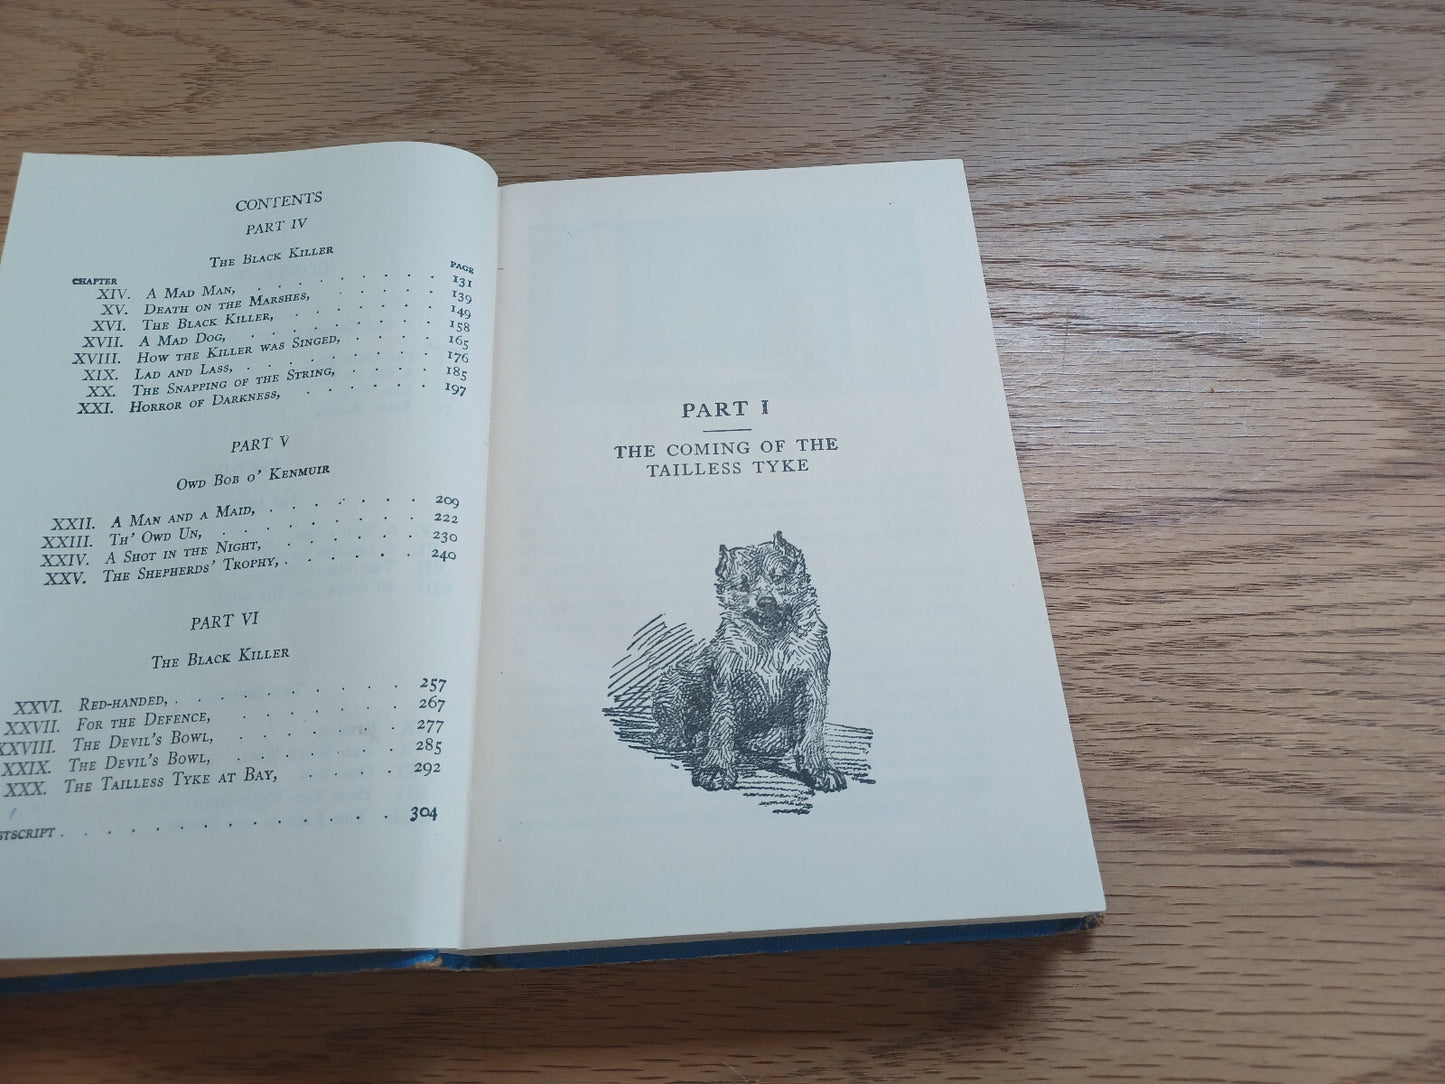 CONTENTS
PART IV
THE BLACK KILLER
CHAPTER PAGE
XIV. A MAD MAN, . . . . . . . 131
XV. DEATH ON THE MARSHES, . . . . . 139
XVI. THE BLACK KILLER, . . . . . . 149
XVII. A MAD DOG, . . . . . . . 158
XVIII. HOW THE KILLER WAS SINGED, . . . . 165
XIX. LAD AND LASS, . . . . . . . 176
XX. THE SNAPPING OF THE STRING, . . . . 185
XXI. HORROR OF DARKNESS, . . . . . . 197
PART V
OWD BOB O' KENMUIR
XXII. A MAN AND A MAID, . . . . . . . 209
XXIII. TH' OWD UN, . . . . . . . . 222
XXIV. A SHOT IN THE NIGHT, . . . . . . 230
XXV. THE SHEPHERDS' TROPHY, . . . . . . 240
PART VI
THE BLACK KILLER
XXVI. RED-HANDED, . . . . . . . . . 257
XXVII. FOR THE DEFENCE, . . . . . . . 267
XXVIII. THE DEVIL'S BOWL, . . . . . . . 277
XXIX. THE DEVIL'S BOWL, . . . . . . . 285
XXX. THE TAILLESS TYKE AT BAY, . . . . . 292
STSCRIPT . . . . . . . . . . . . 304
PART I
THE COMING OF THE
TAILLESS TYKE